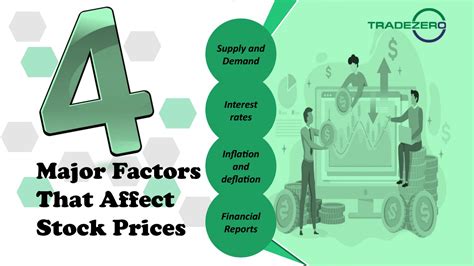 4
Major Factors
That Affect
Stock Prices
Supply and
Demand
Interest
rates
Inflation
and
deflation
Financial
Reports
TRADEZERO